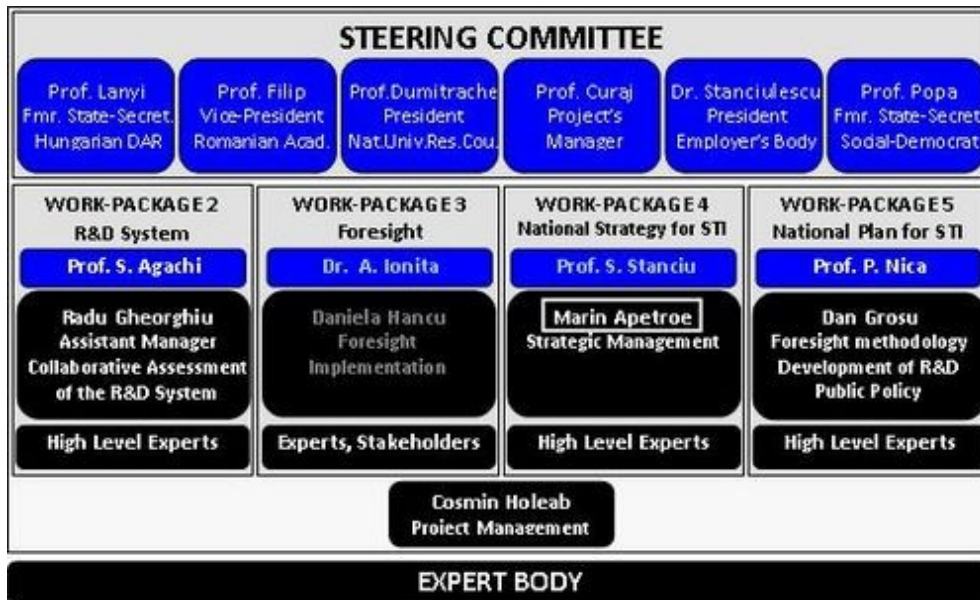 STEERING COMMITTEE
Prof. Lanyi
Fmr. State-Secret.
Hungarian DAR
Prof. Filip
Vice-President
Romanian Acad.
Prof.Dumitrache
President
Nat.Univ.Res.Cou.
Prof. Curaj
Project's
Manager
Dr. Stanciulescu
President
Employer's Body
Prof. Popa
Fmr. State-Secret
Social-Democrat
WORK-PACKAGE 2
R&D System
Prof. S. Agachi
Radu Gheorghiu
Assistant Manager
Collaborative Assessment
of the R&D System
High Level Experts
WORK-PACKAGE 3
Foresight
Dr. A. Ionita
Daniela Hancu
Foresight
Implementation
Experts, Stakeholders
WORK-PACKAGE 4
National Strategy for STI
Prof. S. Stanciu
Marin Apetroe
Strategic Management
High Level Experts
WORK-PACKAGE 5
National Plan for STI
Prof. P. Nica
Dan Grosu
Foresight methodology
Development of R&D
Public Policy
High Level Experts
Cosmin Holeab
Project Management
EXPERT BODY